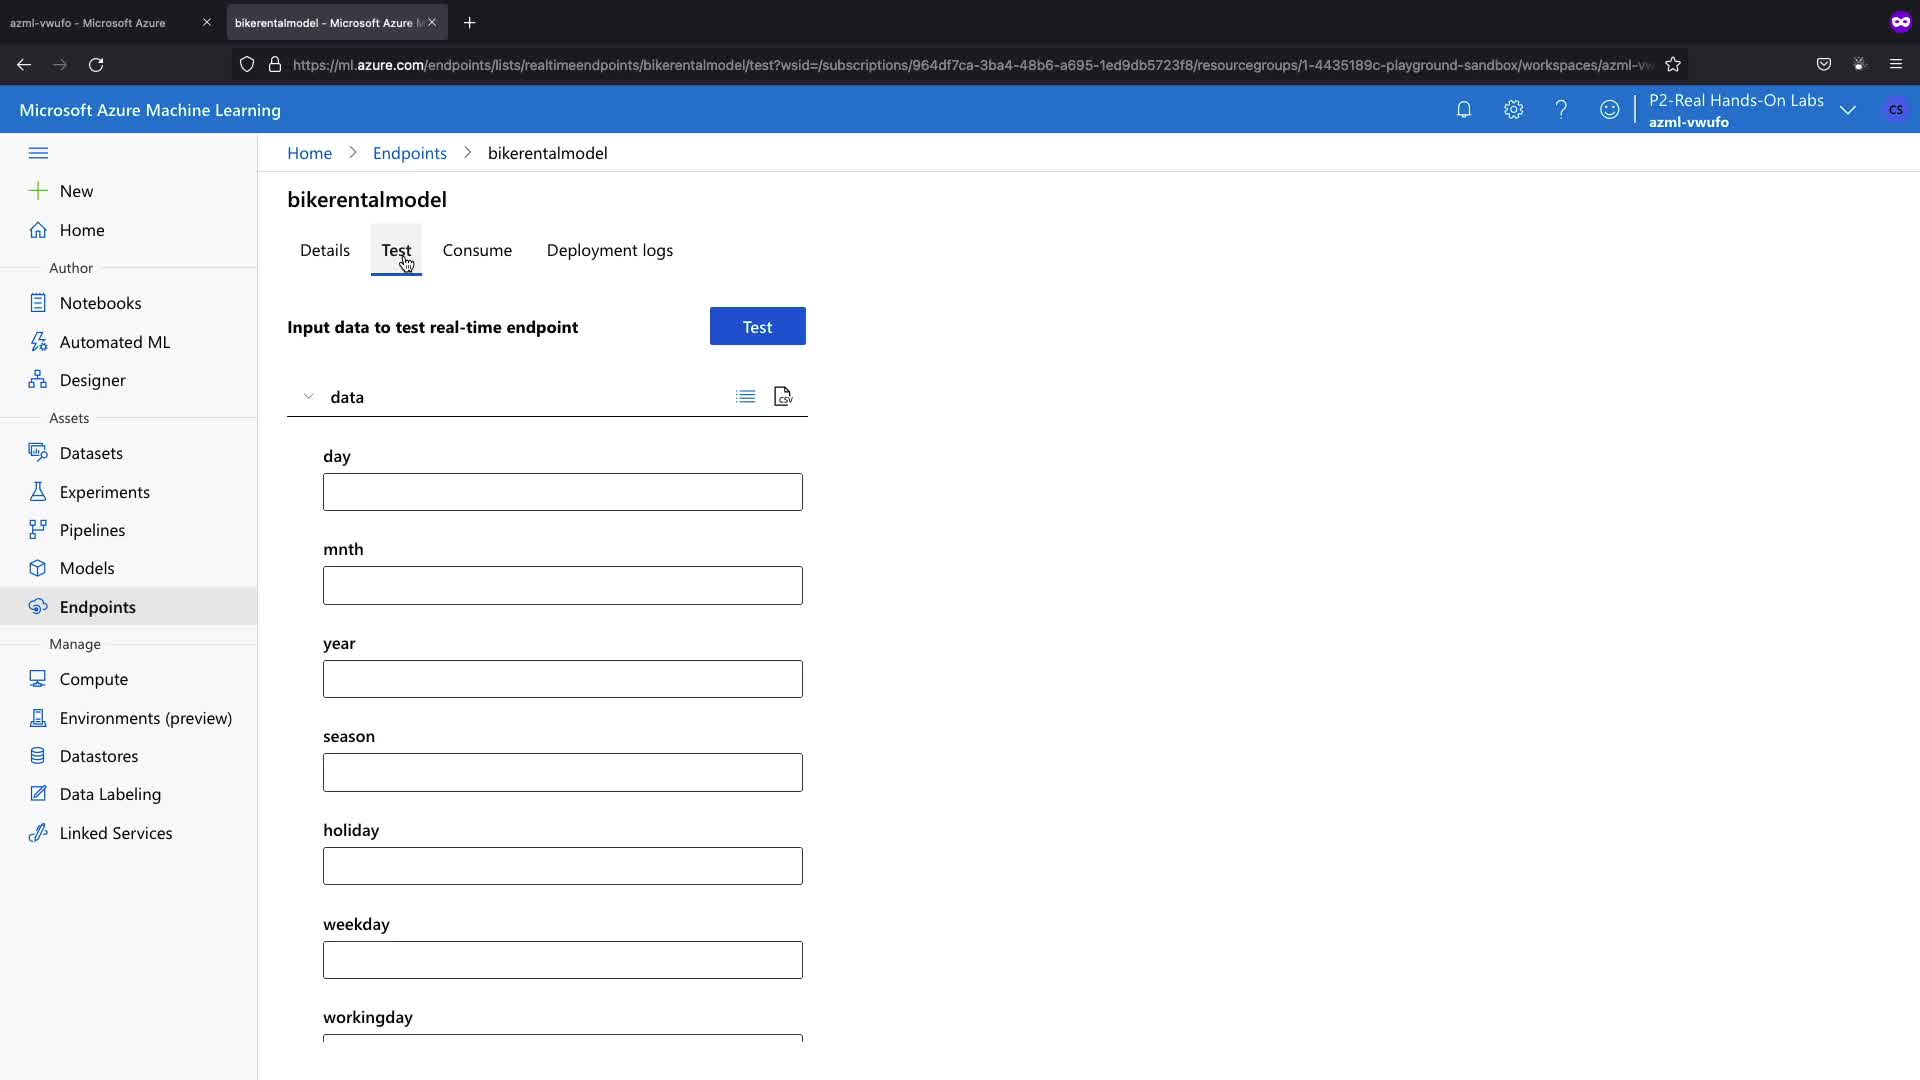 azml-vwufo - Microsoft Azure
bikerentalmodel - Microsoft Azure
https://ml.azure.com/endpoints/lists/realtimeendpoints/bikerentalmodel/test?wsid=/subscriptions/964df7ca-3ba4-48b6-a695-1ed9db5723f8/resourcegroups/1-4435189c-playground-sandbox/workspaces/azml-vw
Microsoft Azure Machine Learning
P2-Real Hands-On Labs
azml-vwufo
CS
Home > Endpoints > bikerentalmodel
New
Home
Author
Notebooks
Automated ML
Designer
Assets
Datasets
Experiments
Pipelines
Models
Endpoints
Manage
Compute
Environments (preview)
Datastores
Data Labeling
Linked Services
bikerentalmodel
Details Test Consume Deployment logs
Input data to test real-time endpoint
Test
data
CSV
day
mnth
year
season
holiday
weekday
workingday